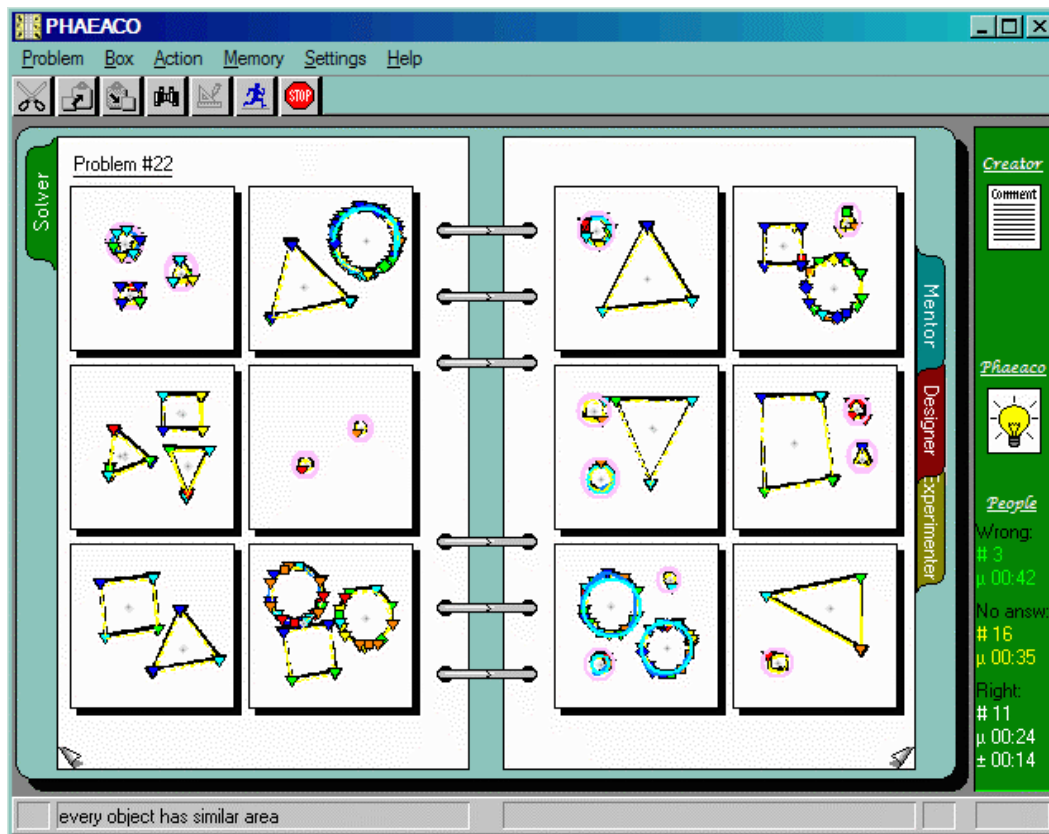 PHAEACO
Problem Box Action Memory Settings Help
STOP
Solver
Problem #22
Mentor
Designer
Experimenter
Creator
Comment
Phaeaco
People
Wrong:
# 3
μ 00:42
No answ:
# 16
μ 00:35
Right:
# 11
μ 00:24
± 00:14
every object has similar area